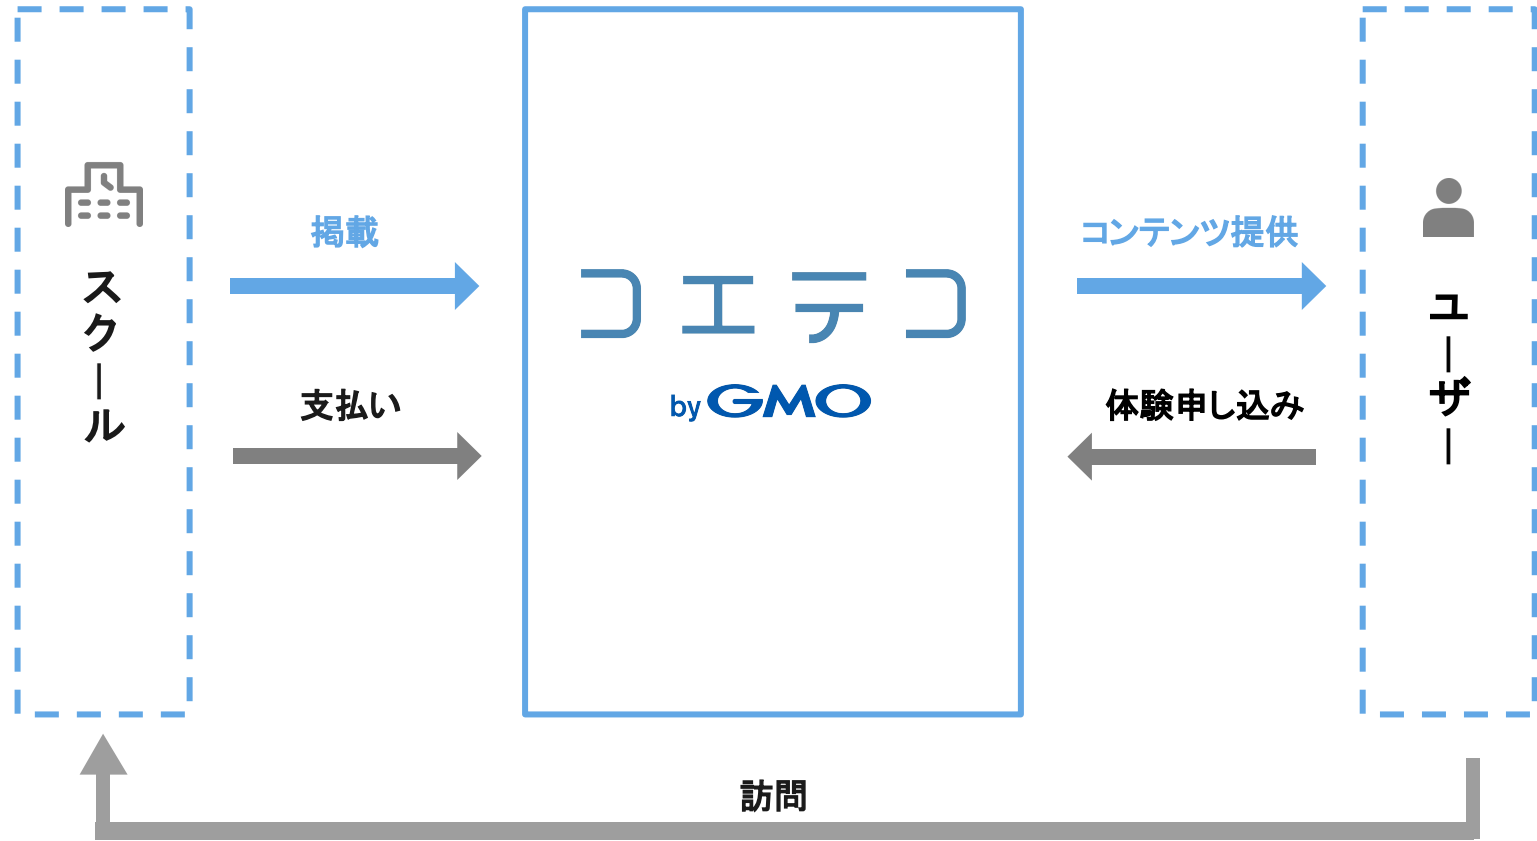 スクール
掲載
支払い
コエテコ
by GMO
コンテンツ提供
体験申し込み
ユーザー
訪問